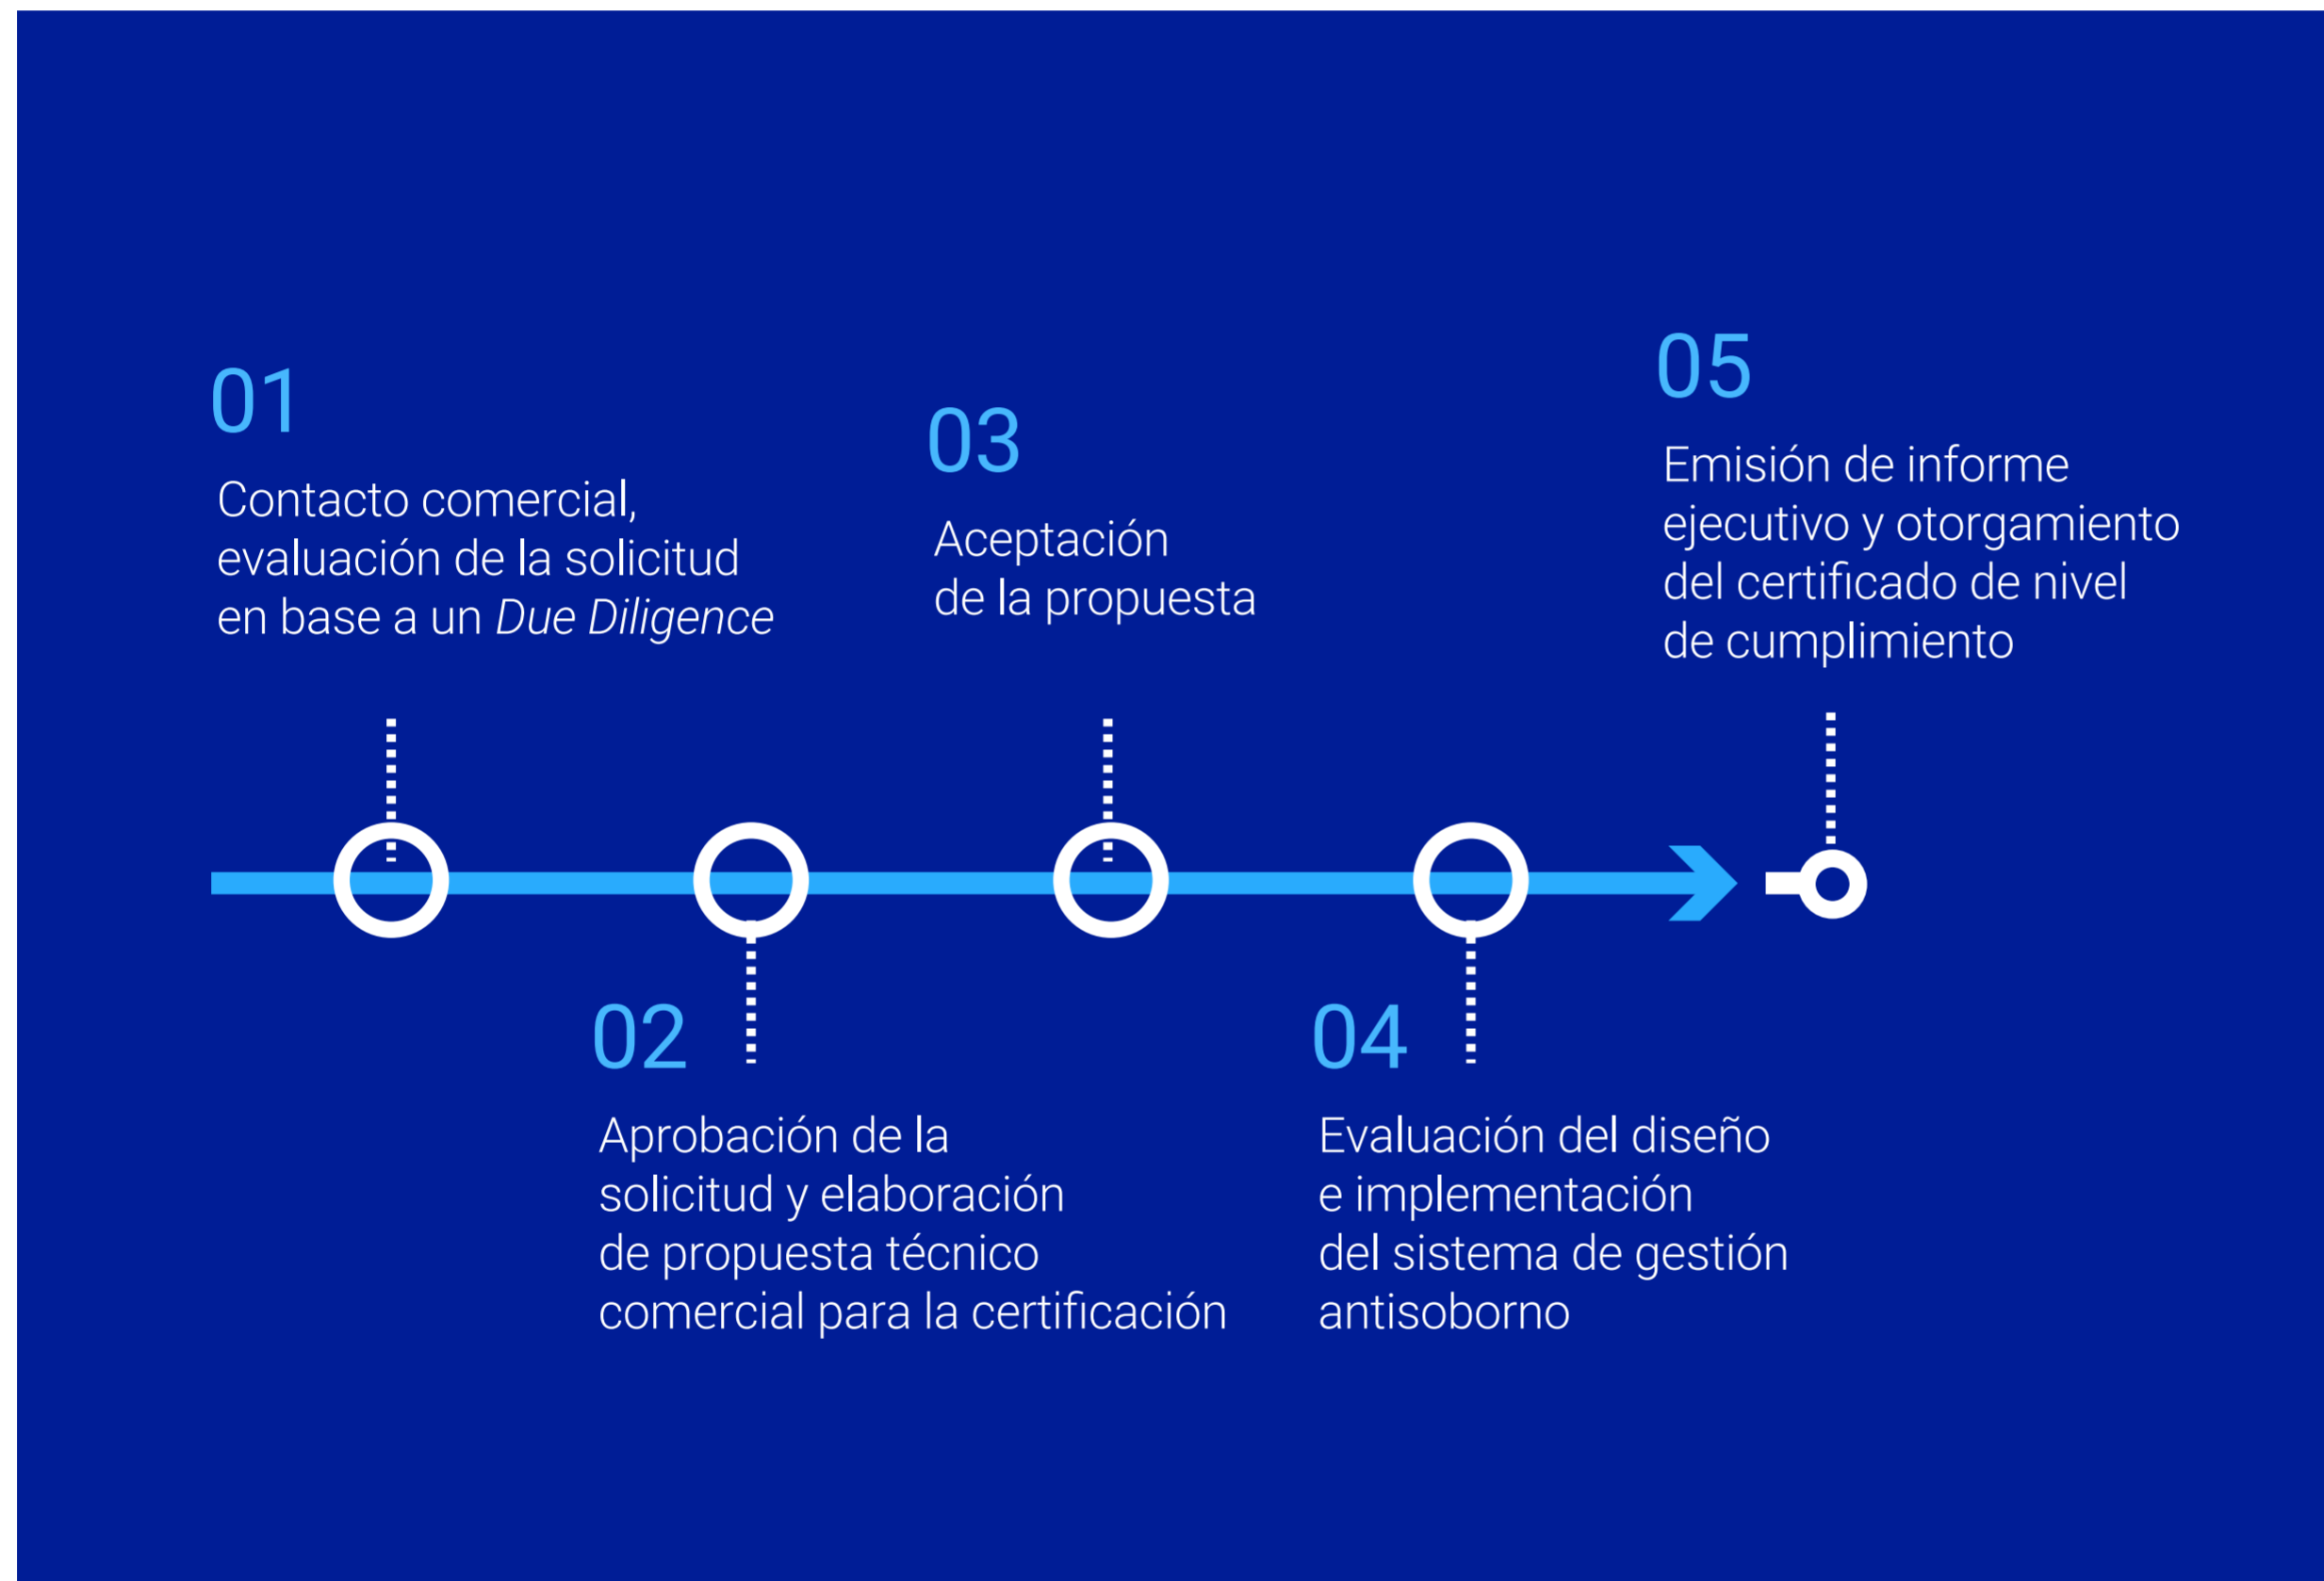 01
Contacto comercial,
evaluación de la solicitud
en base a un Due Diligence
02
Aprobación de la
solicitud y elaboración
de propuesta técnico
comercial para la certificación
03
Aceptación
de la propuesta
04
Evaluación del diseño
e implementación
del sistema de gestión
antisoborno
05
Emisión de informe
ejecutivo y otorgamiento
del certificado de nivel
de cumplimiento